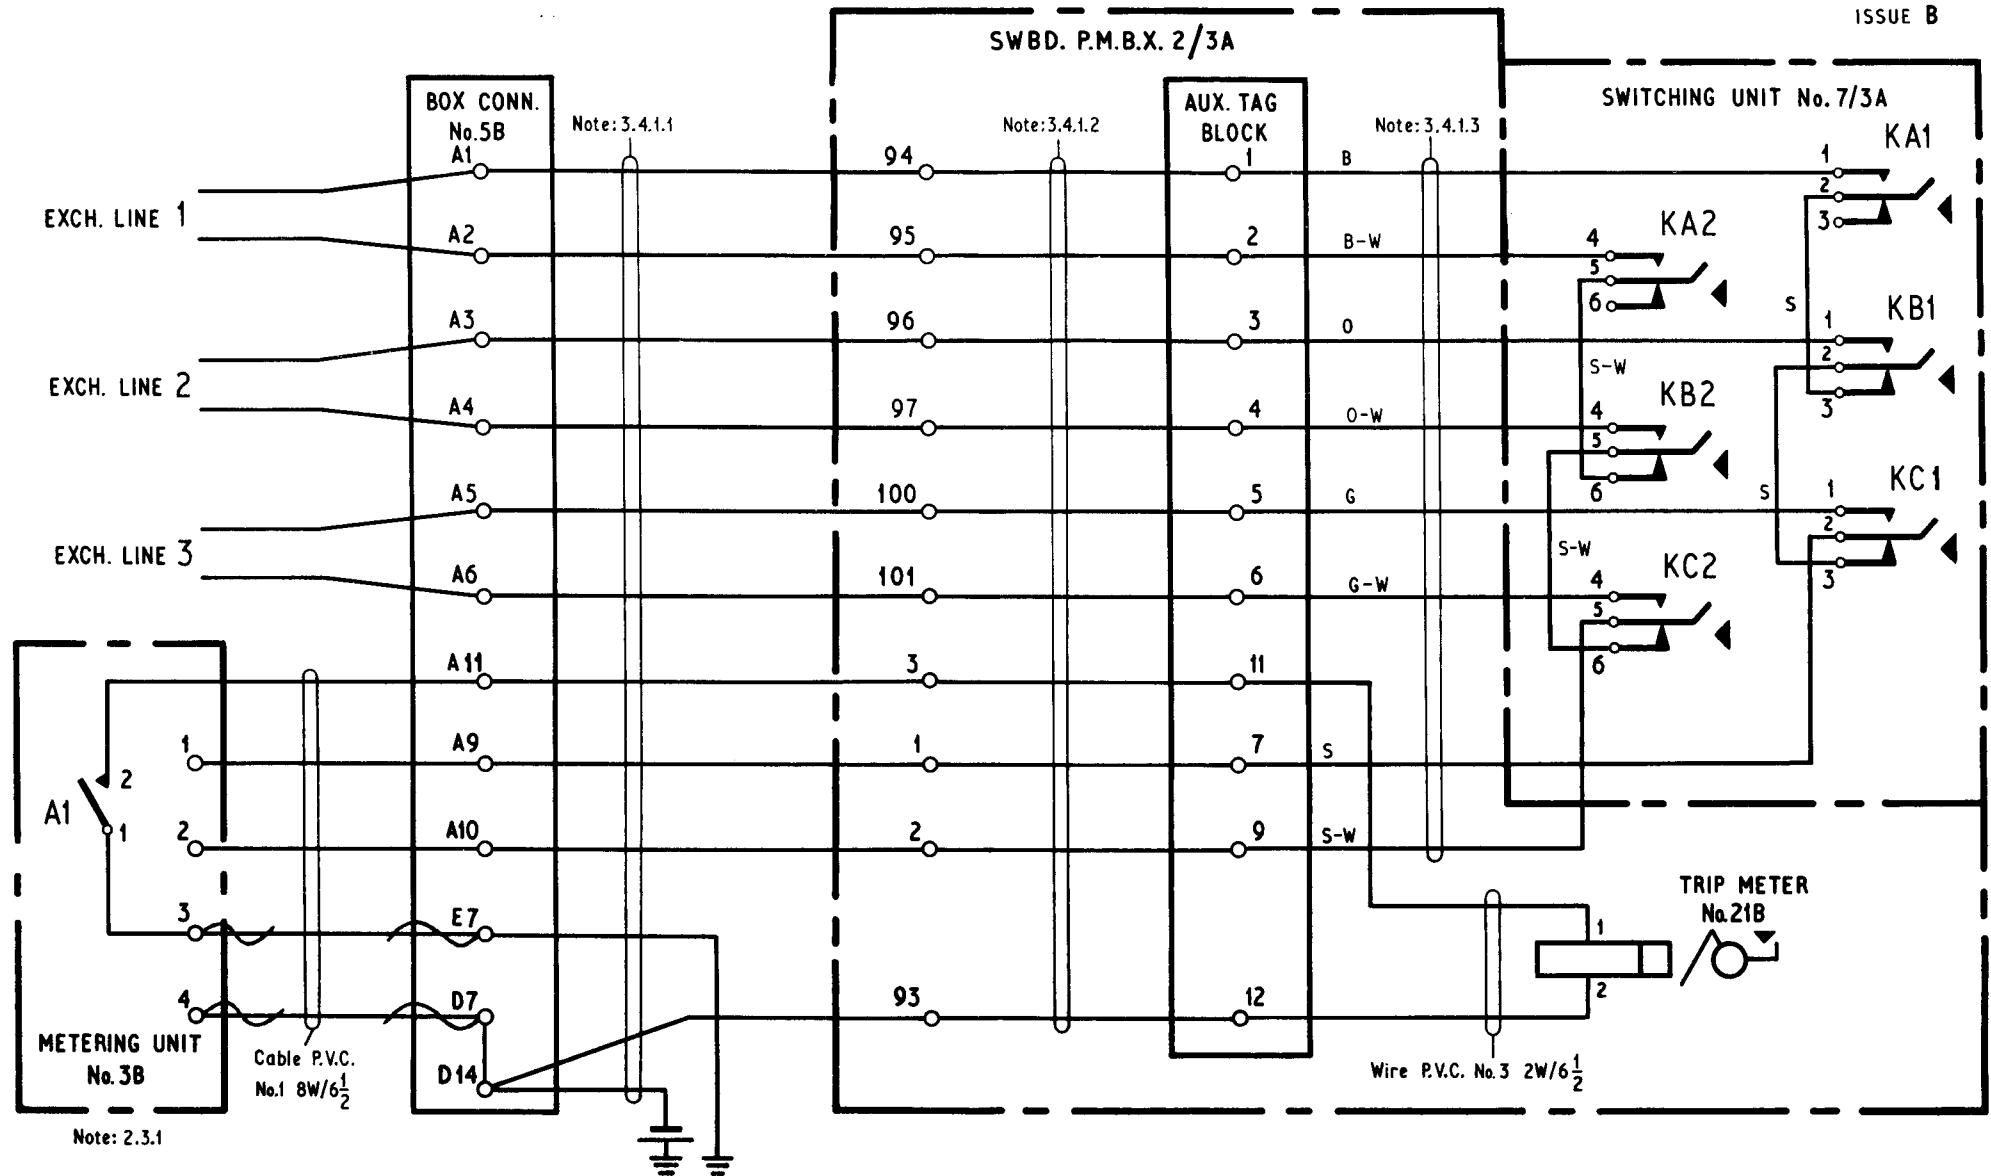 ISSUE B
SWBD. P.M.B.X. 2/3A
SWITCHING UNIT No. 7/3A
BOX CONN.
No. 5B
Note: 3.4.1.1
Note: 3.4.1.2
AUX. TAG
BLOCK
Note: 3.4.1.3
KA1
A1 94 1 B 1
2
3
EXCH. LINE 1
KA2
A2 95 2 B-W 4
5
6
S
KB1
A3 96 3 O 1
2
3
EXCH. LINE 2
S-W
KB2
A4 97 4 O-W 4
5
6
KC1
A5 100 5 G S 1
2
3
EXCH. LINE 3
S-W
KC2
A6 101 6 G-W 4
5
6
A11 3 11
1 A9 1 7 S
A1 2
1
2 A10 2 9 S-W
TRIP METER
No. 21B
3 E7
1
2
4 D7 93 12
METERING UNIT
No. 3B
Cable P.V.C.
No.1 8W/6½
D14
Wire P.V.C. No. 3 2W/6½
Note: 2.3.1